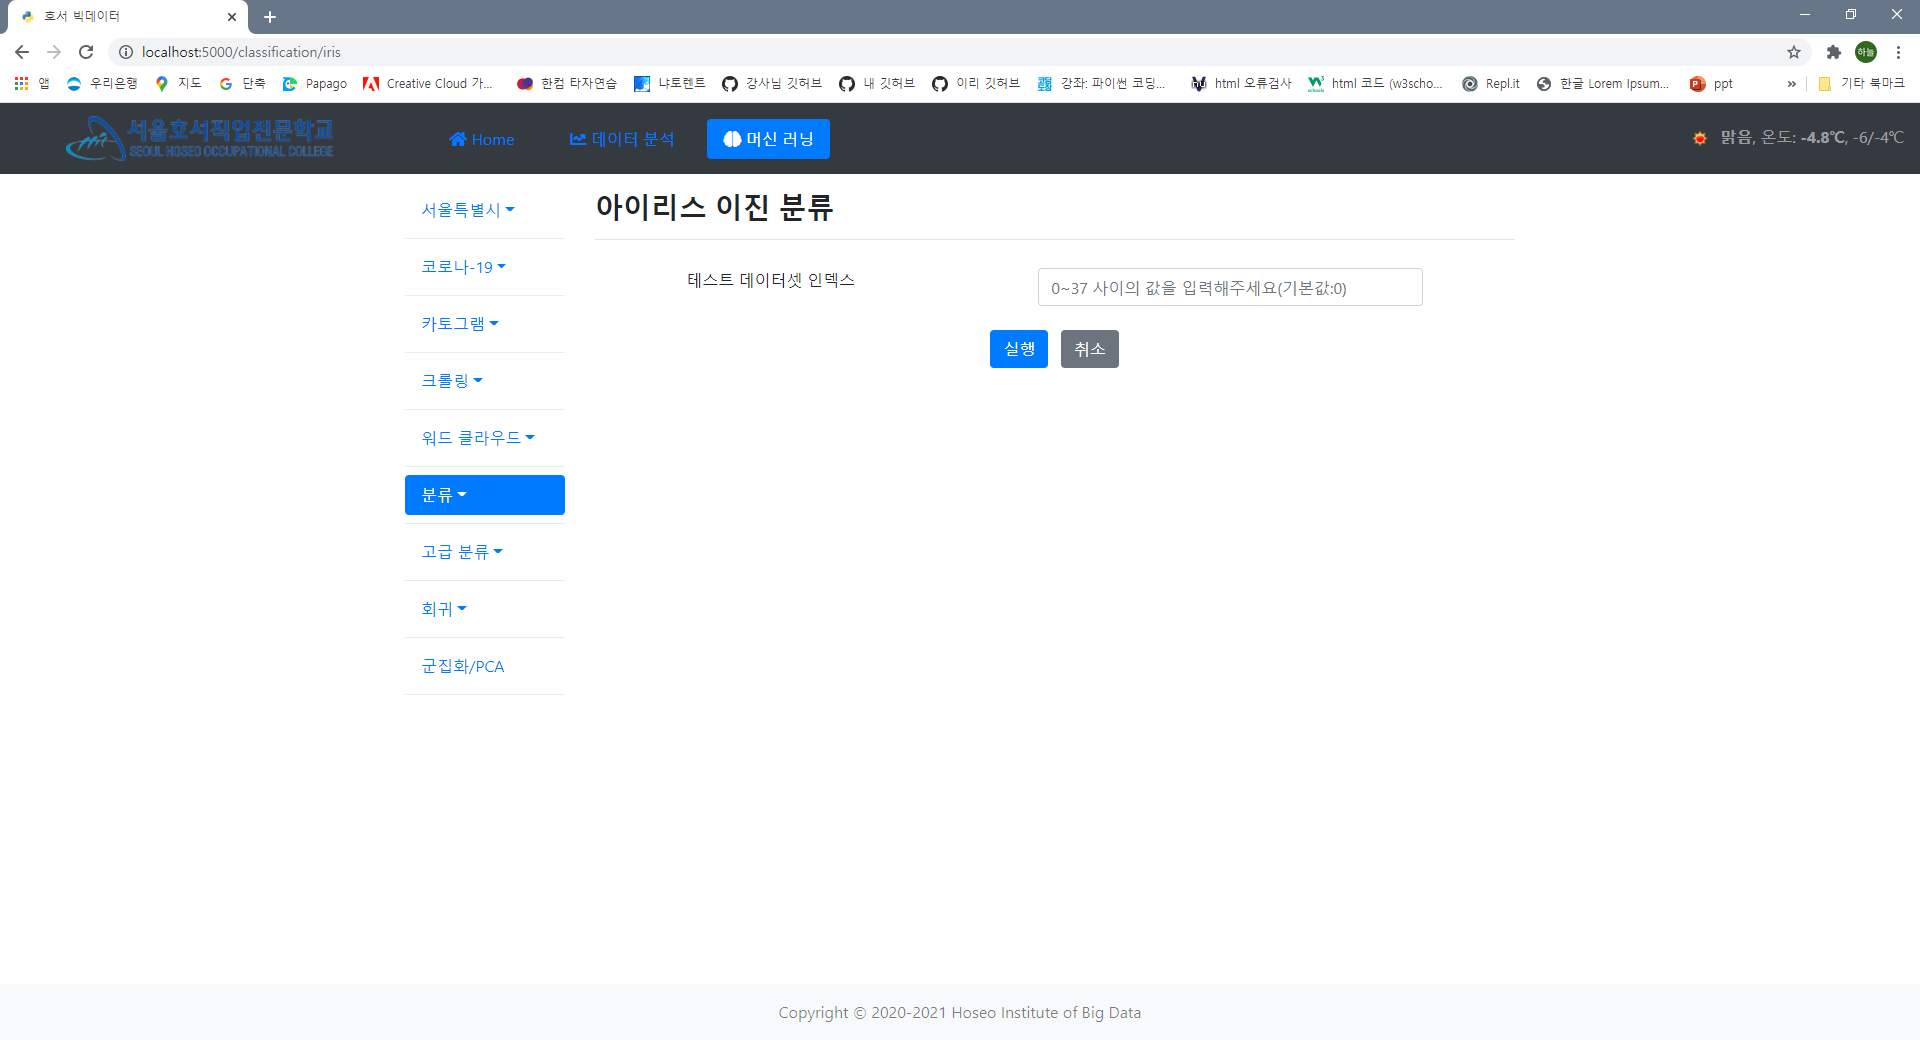 호서 빅데이터
localhost:5000/classification/iris
하늘
앱 우리은행 지도 단축 Papago Creative Cloud 가... 한컴 타자연습 냐토렌트 강사님 깃허브 내 깃허브 이리 깃허브 강좌: 파이썬 코딩... html 오류검사 html 코드 (w3scho... Repl.it 한글 Lorem Ipsum... ppt » 기타 북마크
서울호서직업전문학교
SEOUL HOSEO OCCUPATIONAL COLLEGE
Home 데이터 분석 머신 러닝 맑음, 온도: -4.8℃, -6/-4℃
서울특별시
코로나-19
카토그램
크롤링
워드 클라우드
분류
고급 분류
회귀
군집화/PCA
아이리스 이진 분류
테스트 데이터셋 인덱스 0~37 사이의 값을 입력해주세요(기본값:0)
실행 취소
Copyright © 2020-2021 Hoseo Institute of Big Data